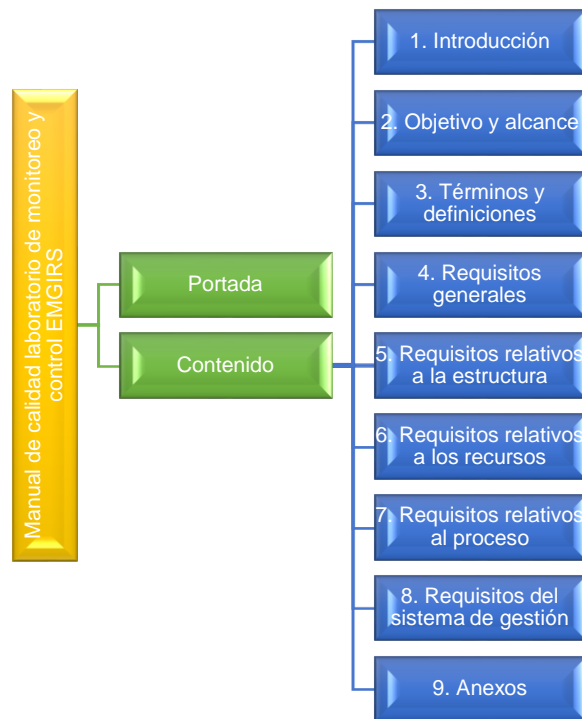 Manual de calidad laboratorio de monitoreo y
control EMGIRS
Portada
Contenido
1. Introducción
2. Objetivo y alcance
3. Términos y
definiciones
4. Requisitos
generales
5. Requisitos relativos
a la estructura
6. Requisitos relativos
a los recursos
7. Requisitos relativos
al proceso
8. Requisitos del
sistema de gestión
9. Anexos